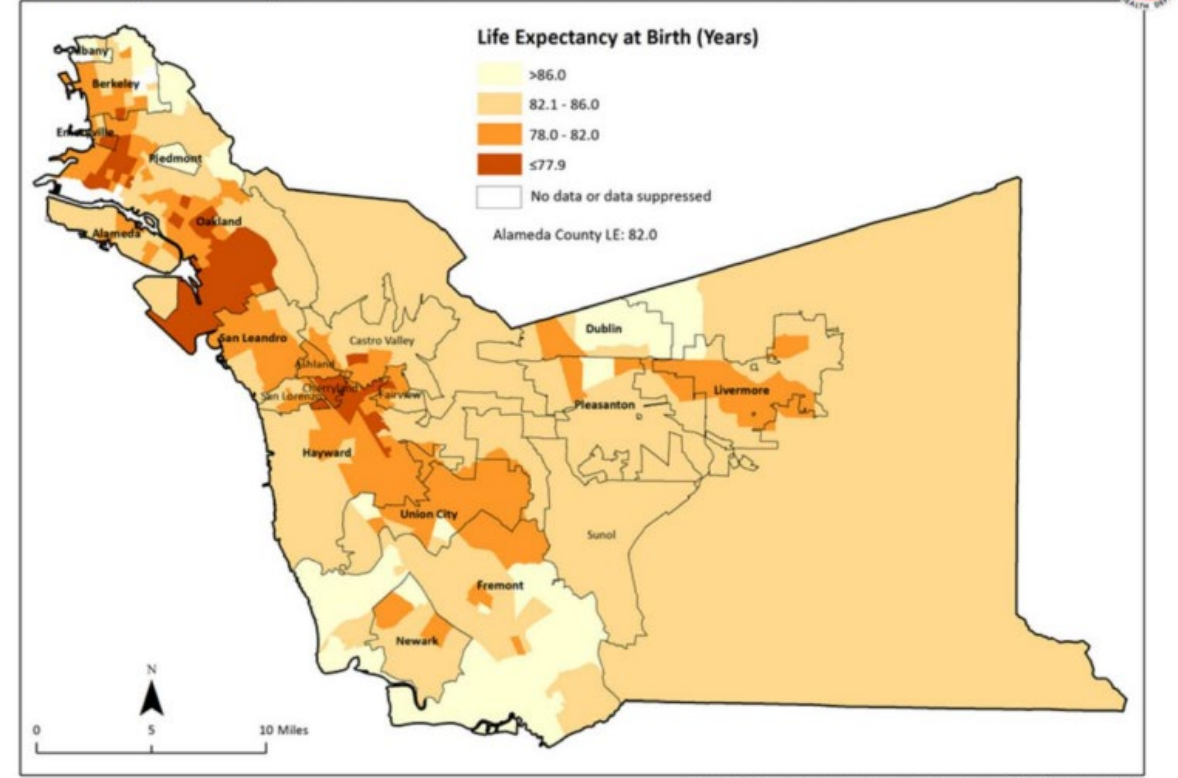 Life Expectancy at Birth (Years)
>86.0
82.1 - 86.0
78.0 - 82.0
≤77.9
No data or data suppressed
Alameda County LE: 82.0
Berkeley
Piedmont
Oakland
Alameda
San Leandro
Castro Valley
Ashland
Cherryland
San Lorenzo
Fairview
Hayward
Dublin
Livermore
Pleasanton
Union City
Sunol
Fremont
Newark
N
0 5 10 Miles